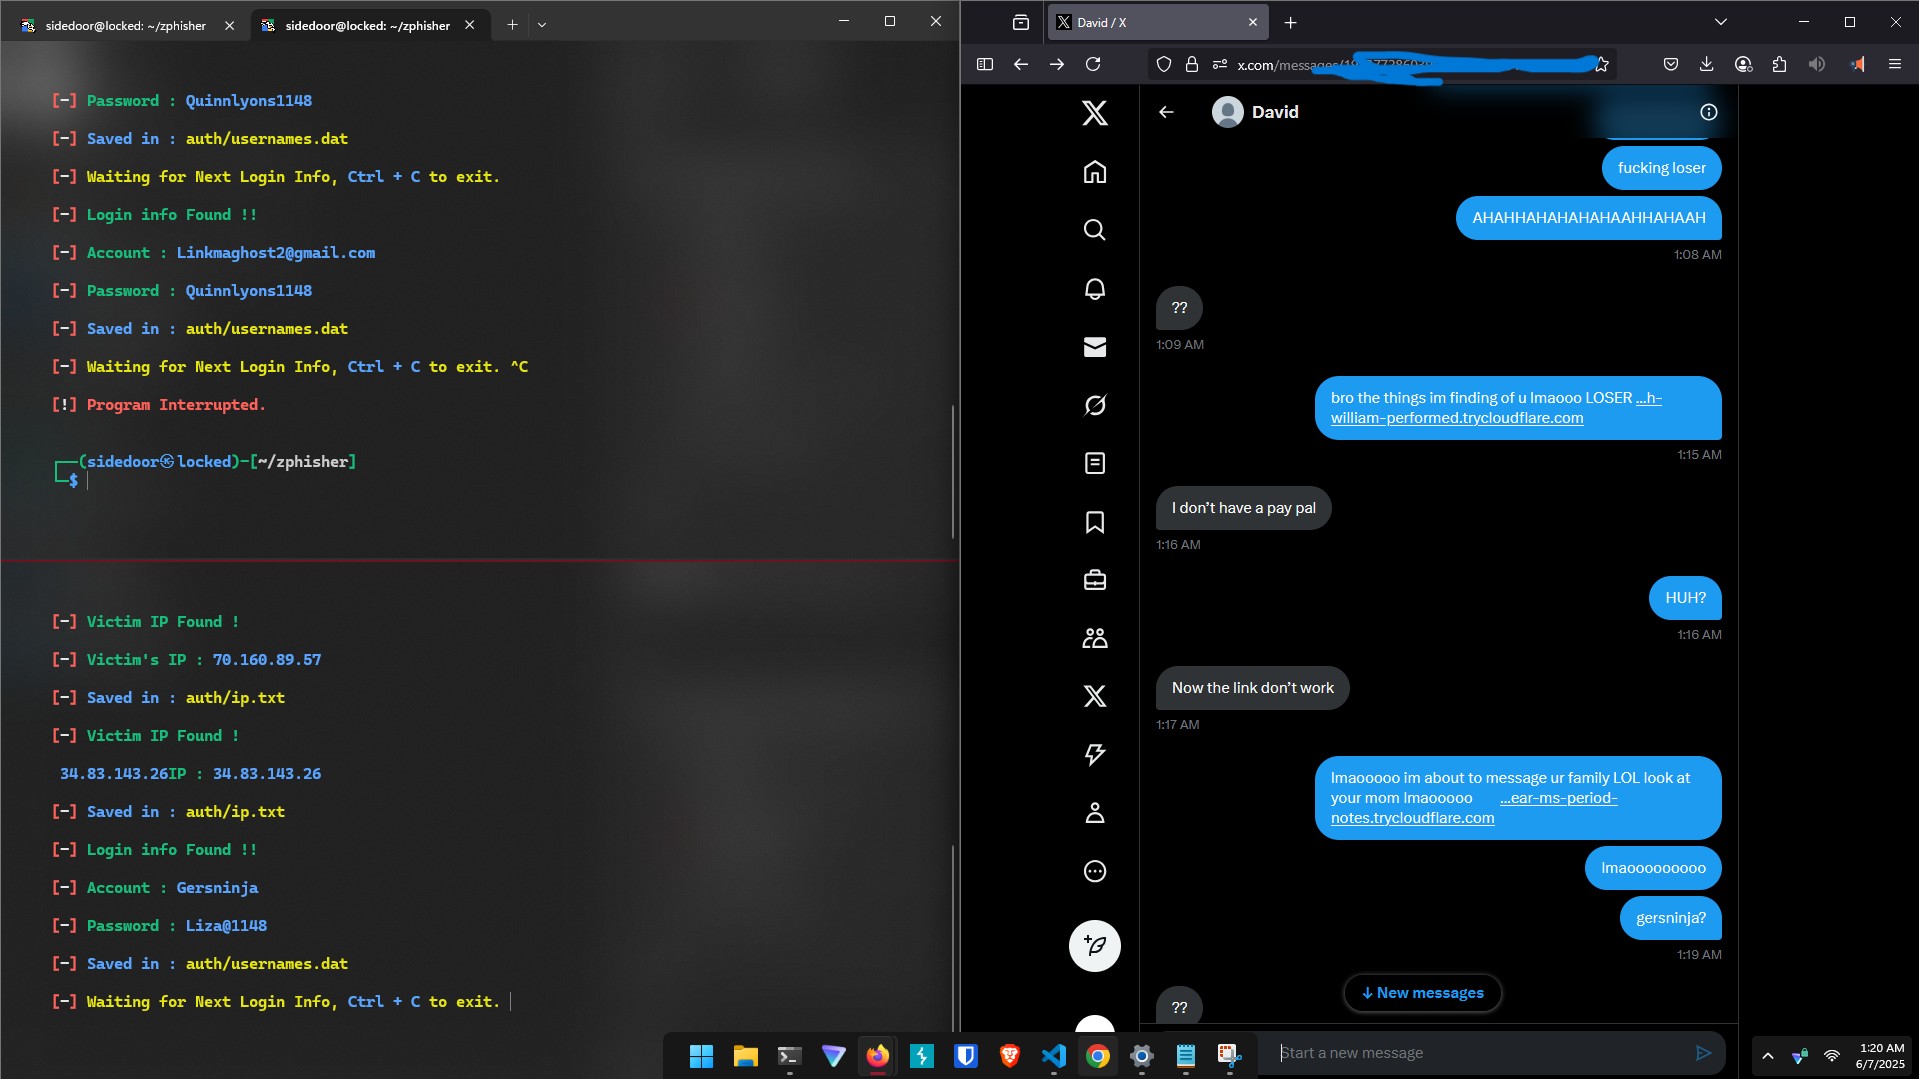 sidedoor@locked: ~/zphisher
sidedoor@locked: ~/zphisher
[-] Password : Quinnlyons1148
[-] Saved in : auth/usernames.dat
[-] Waiting for Next Login Info, Ctrl + C to exit.
[-] Login info Found !!
[-] Account : Linkmaghost2@gmail.com
[-] Password : Quinnlyons1148
[-] Saved in : auth/usernames.dat
[-] Waiting for Next Login Info, Ctrl + C to exit. ^C
[!] Program Interrupted.
(sidedoor㉿locked)-[~/zphisher]
$
[-] Victim IP Found !
[-] Victim's IP : 70.160.89.57
[-] Saved in : auth/ip.txt
[-] Victim IP Found !
34.83.143.26IP : 34.83.143.26
[-] Saved in : auth/ip.txt
[-] Login info Found !!
[-] Account : Gersninja
[-] Password : Liza@1148
[-] Saved in : auth/usernames.dat
[-] Waiting for Next Login Info, Ctrl + C to exit.
David / X
x.com/messages/
David
fucking loser
AHAHHAHAHAHAHAAHHAHAAH
1:08 AM
??
1:09 AM
bro the things im finding of u lmaooo LOSER …h-
william-performed.trycloudflare.com
1:15 AM
I don’t have a pay pal
1:16 AM
HUH?
1:16 AM
Now the link don’t work
1:17 AM
lmaooooo im about to message ur family LOL look at
your mom lmaooooo …ear-ms-period-
notes.trycloudflare.com
lmaoooooooooo
gersninja?
1:19 AM
New messages
??
Start a new message
1:20 AM
6/7/2025